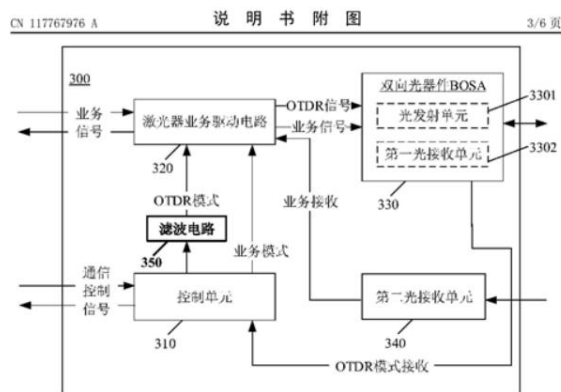 CN 117767976 A
说 明 书 附 图
3/6 页
300
双向光器件BOSA
3301
光发射单元
第一光接收单元
3302
330
业务
信号
激光器业务驱动电路
320
OTDR信号
业务信号
OTDR模式
滤波电路
350
业务模式
业务接收
通信
控制
信号
控制单元
310
第二光接收单元
340
OTDR模式接收